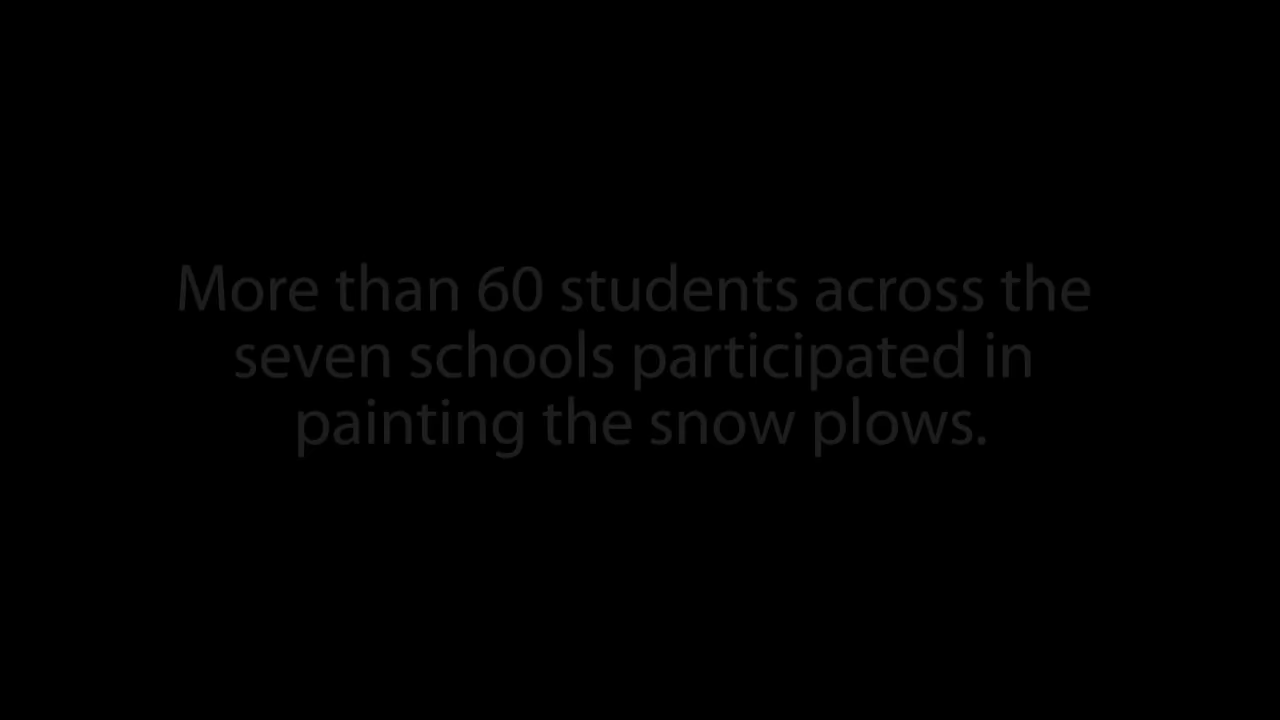 More than 60 students across the
seven schools participated in
painting the snow plows.